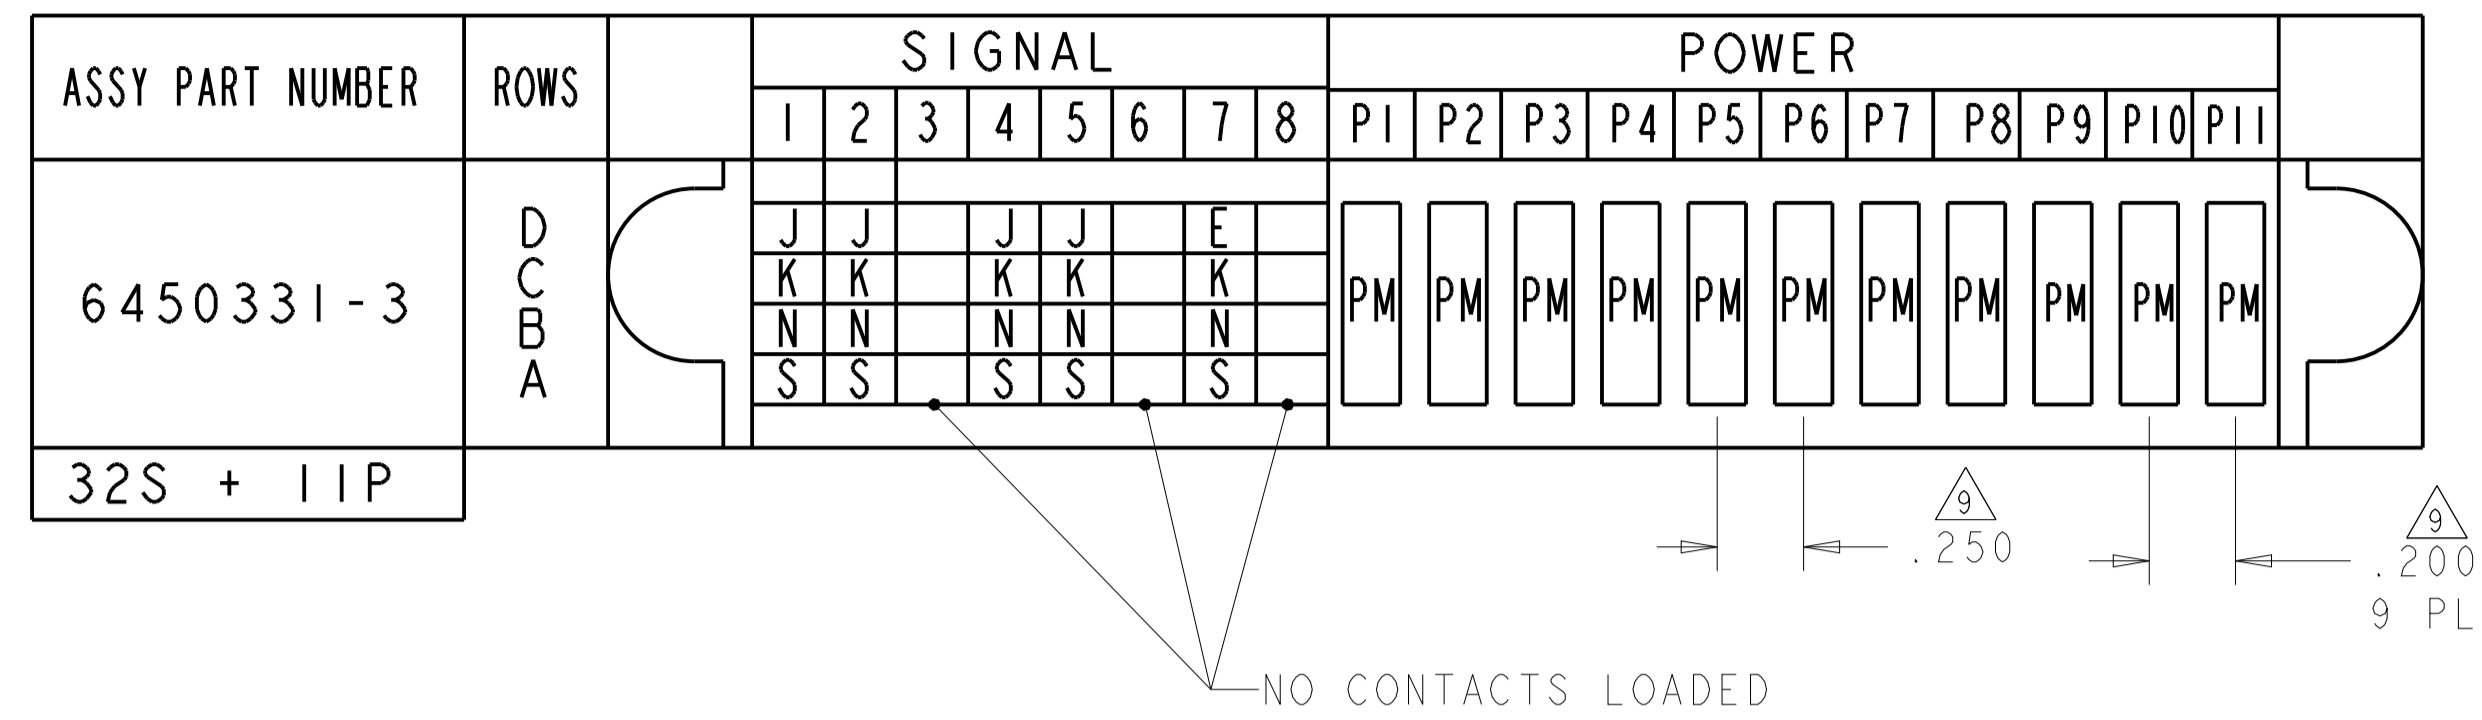 ASSY PART NUMBER ROWS SIGNAL POWER
1 2 3 4 5 6 7 8 P1 P2 P3 P4 P5 P6 P7 P8 P9 P10 P11
D J J J J E
C K K K K K
6450331-3 PM PM PM PM PM PM PM PM PM PM PM
B N N N N N
A S S S S S
32S + 11P
9
.250
9
.200
9 PL
NO CONTACTS LOADED